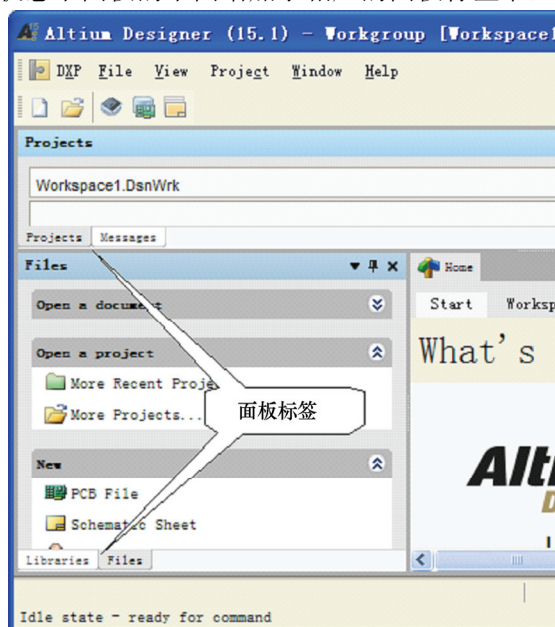 Altium Designer (15.1) - Workgroup [Workspace1
DXP File View Project Window Help
Projects
Workspace1.DsnWrk
Projects Messages
Files
Home
Open a document
Start Worksp
Open a project
What's
More Recent Proje
面板标签
More Projects...
New
Alti
PCB File
D
Schematic Sheet
Libraries Files
Idle state - ready for command